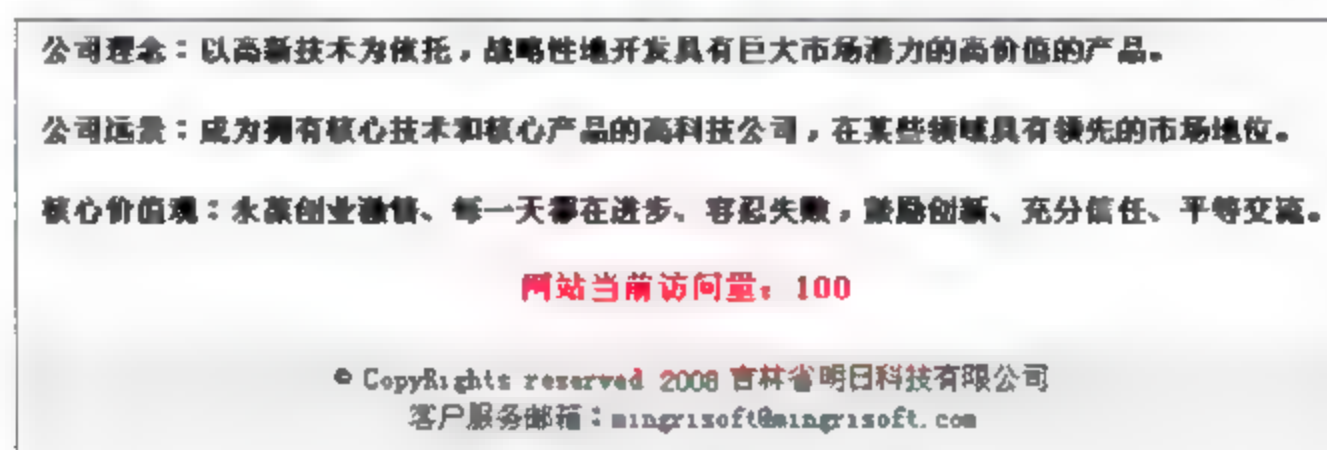 公司理念：以高新技术为依托，战略性地开发具有巨大市场潜力的高价值的产品。
公司远景：成为拥有核心技术和核心产品的高科技公司，在某些领域具有领先的市场地位。
核心价值观：永葆创业激情、每一天都在进步、容忍失败，鼓励创新、充分信任、平等交流。
网站当前访问量：100
© CopyRights reserved 2008 吉林省明日科技有限公司
客户服务邮箱：mingrisoft@mingrisoft.com